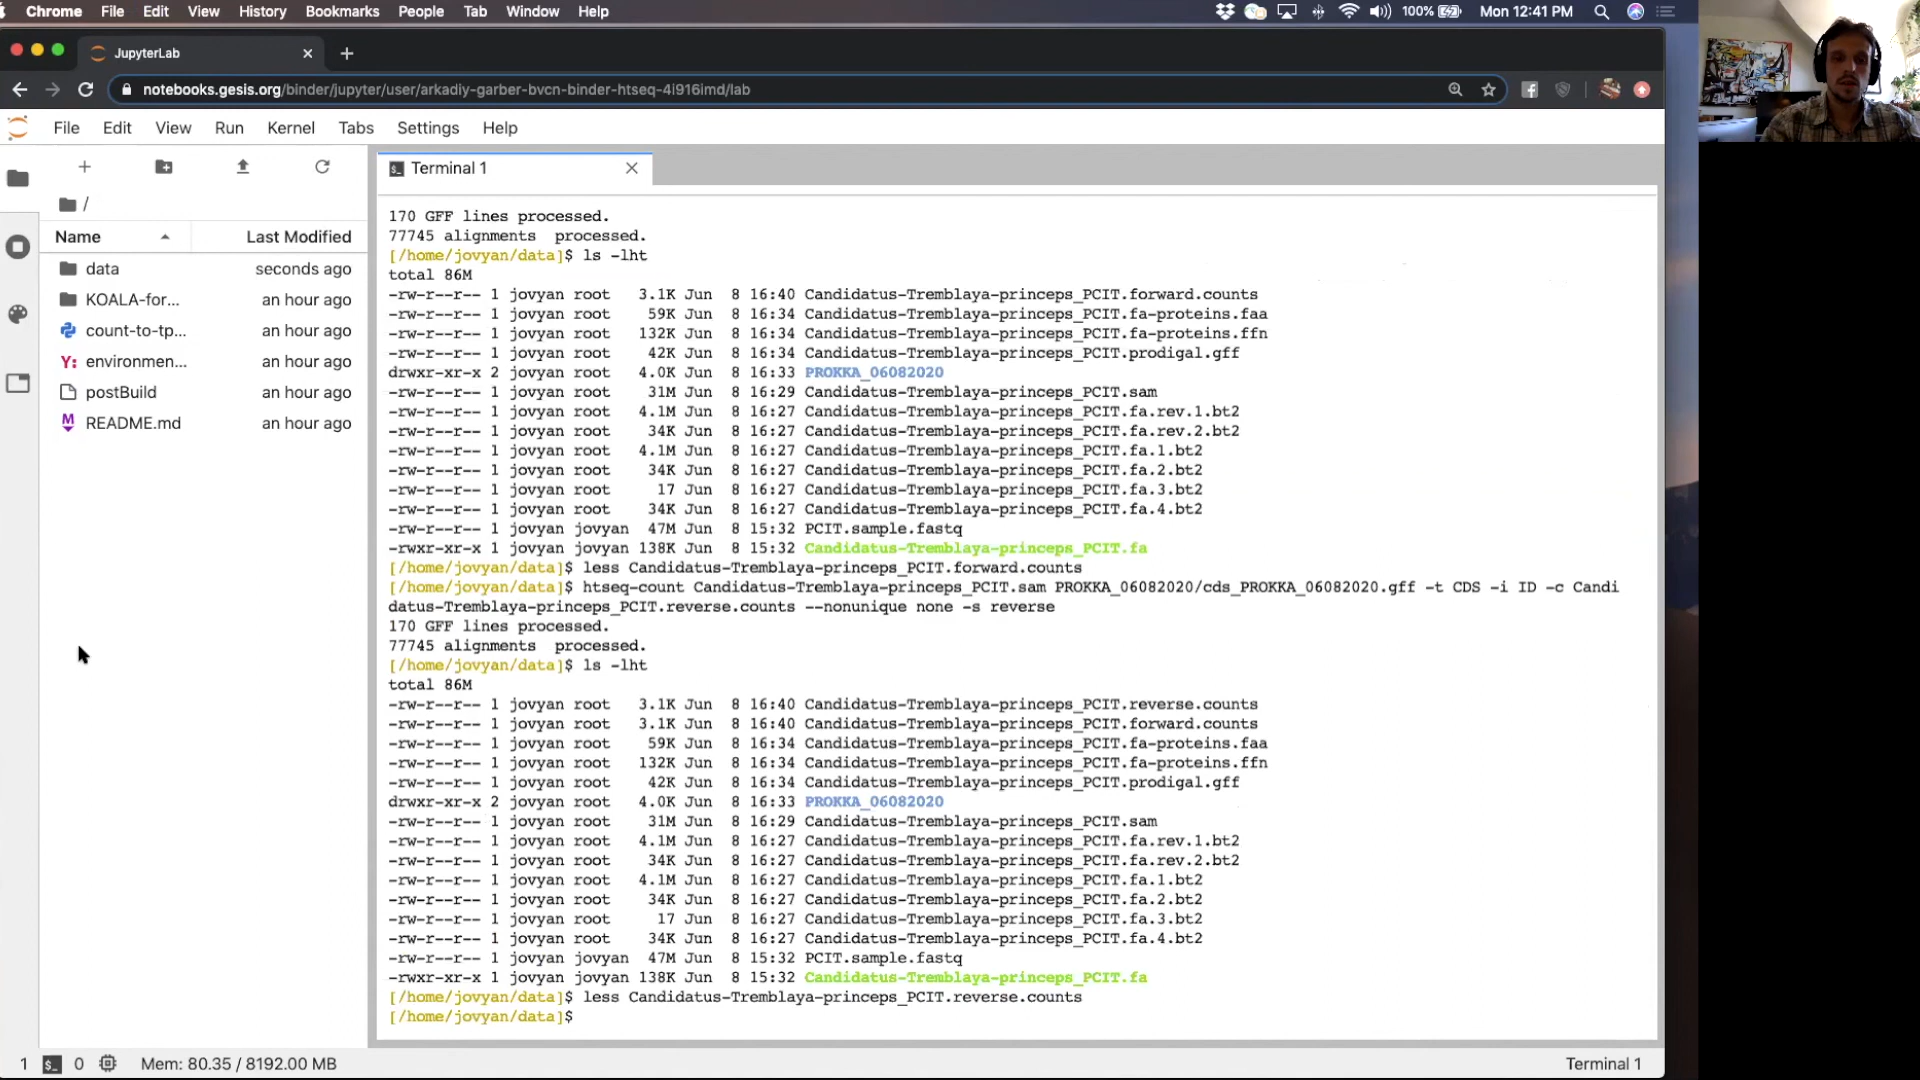 Chrome File Edit View History Bookmarks People Tab Window Help 100% Mon 12:41 PM
JupyterLab
notebooks.gesis.org/binder/jupyter/user/arkadiy-garber-bvcn-binder-htseq-4i916imd/lab
File Edit View Run Kernel Tabs Settings Help
Terminal 1
/
Name Last Modified
data seconds ago
KOALA-for... an hour ago
count-to-tp... an hour ago
environmen... an hour ago
postBuild an hour ago
README.md an hour ago
170 GFF lines processed.
77745 alignments  processed.
[/home/jovyan/data]$ ls -lht
total 86M
-rw-r--r-- 1 jovyan root   3.1K Jun  8 16:40 Candidatus-Tremblaya-princeps_PCIT.forward.counts
-rw-r--r-- 1 jovyan root    59K Jun  8 16:34 Candidatus-Tremblaya-princeps_PCIT.fa-proteins.faa
-rw-r--r-- 1 jovyan root   132K Jun  8 16:34 Candidatus-Tremblaya-princeps_PCIT.fa-proteins.ffn
-rw-r--r-- 1 jovyan root    42K Jun  8 16:34 Candidatus-Tremblaya-princeps_PCIT.prodigal.gff
drwxr-xr-x 2 jovyan root   4.0K Jun  8 16:33 PROKKA_06082020
-rw-r--r-- 1 jovyan root    31M Jun  8 16:29 Candidatus-Tremblaya-princeps_PCIT.sam
-rw-r--r-- 1 jovyan root   4.1M Jun  8 16:27 Candidatus-Tremblaya-princeps_PCIT.fa.rev.1.bt2
-rw-r--r-- 1 jovyan root    34K Jun  8 16:27 Candidatus-Tremblaya-princeps_PCIT.fa.rev.2.bt2
-rw-r--r-- 1 jovyan root   4.1M Jun  8 16:27 Candidatus-Tremblaya-princeps_PCIT.fa.1.bt2
-rw-r--r-- 1 jovyan root    34K Jun  8 16:27 Candidatus-Tremblaya-princeps_PCIT.fa.2.bt2
-rw-r--r-- 1 jovyan root     17 Jun  8 16:27 Candidatus-Tremblaya-princeps_PCIT.fa.3.bt2
-rw-r--r-- 1 jovyan root    34K Jun  8 16:27 Candidatus-Tremblaya-princeps_PCIT.fa.4.bt2
-rw-r--r-- 1 jovyan jovyan  47M Jun  8 15:32 PCIT.sample.fastq
-rwxr-xr-x 1 jovyan jovyan 138K Jun  8 15:32 Candidatus-Tremblaya-princeps_PCIT.fa
[/home/jovyan/data]$ less Candidatus-Tremblaya-princeps_PCIT.forward.counts
[/home/jovyan/data]$ htseq-count Candidatus-Tremblaya-princeps_PCIT.sam PROKKA_06082020/cds_PROKKA_06082020.gff -t CDS -i ID -c Candi
datus-Tremblaya-princeps_PCIT.reverse.counts --nonunique none -s reverse
170 GFF lines processed.
77745 alignments  processed.
[/home/jovyan/data]$ ls -lht
total 86M
-rw-r--r-- 1 jovyan root   3.1K Jun  8 16:40 Candidatus-Tremblaya-princeps_PCIT.reverse.counts
-rw-r--r-- 1 jovyan root   3.1K Jun  8 16:40 Candidatus-Tremblaya-princeps_PCIT.forward.counts
-rw-r--r-- 1 jovyan root    59K Jun  8 16:34 Candidatus-Tremblaya-princeps_PCIT.fa-proteins.faa
-rw-r--r-- 1 jovyan root   132K Jun  8 16:34 Candidatus-Tremblaya-princeps_PCIT.fa-proteins.ffn
-rw-r--r-- 1 jovyan root    42K Jun  8 16:34 Candidatus-Tremblaya-princeps_PCIT.prodigal.gff
drwxr-xr-x 2 jovyan root   4.0K Jun  8 16:33 PROKKA_06082020
-rw-r--r-- 1 jovyan root    31M Jun  8 16:29 Candidatus-Tremblaya-princeps_PCIT.sam
-rw-r--r-- 1 jovyan root   4.1M Jun  8 16:27 Candidatus-Tremblaya-princeps_PCIT.fa.rev.1.bt2
-rw-r--r-- 1 jovyan root    34K Jun  8 16:27 Candidatus-Tremblaya-princeps_PCIT.fa.rev.2.bt2
-rw-r--r-- 1 jovyan root   4.1M Jun  8 16:27 Candidatus-Tremblaya-princeps_PCIT.fa.1.bt2
-rw-r--r-- 1 jovyan root    34K Jun  8 16:27 Candidatus-Tremblaya-princeps_PCIT.fa.2.bt2
-rw-r--r-- 1 jovyan root     17 Jun  8 16:27 Candidatus-Tremblaya-princeps_PCIT.fa.3.bt2
-rw-r--r-- 1 jovyan root    34K Jun  8 16:27 Candidatus-Tremblaya-princeps_PCIT.fa.4.bt2
-rw-r--r-- 1 jovyan jovyan  47M Jun  8 15:32 PCIT.sample.fastq
-rwxr-xr-x 1 jovyan jovyan 138K Jun  8 15:32 Candidatus-Tremblaya-princeps_PCIT.fa
[/home/jovyan/data]$ less Candidatus-Tremblaya-princeps_PCIT.reverse.counts
[/home/jovyan/data]$
1 0 Mem: 80.35 / 8192.00 MB Terminal 1